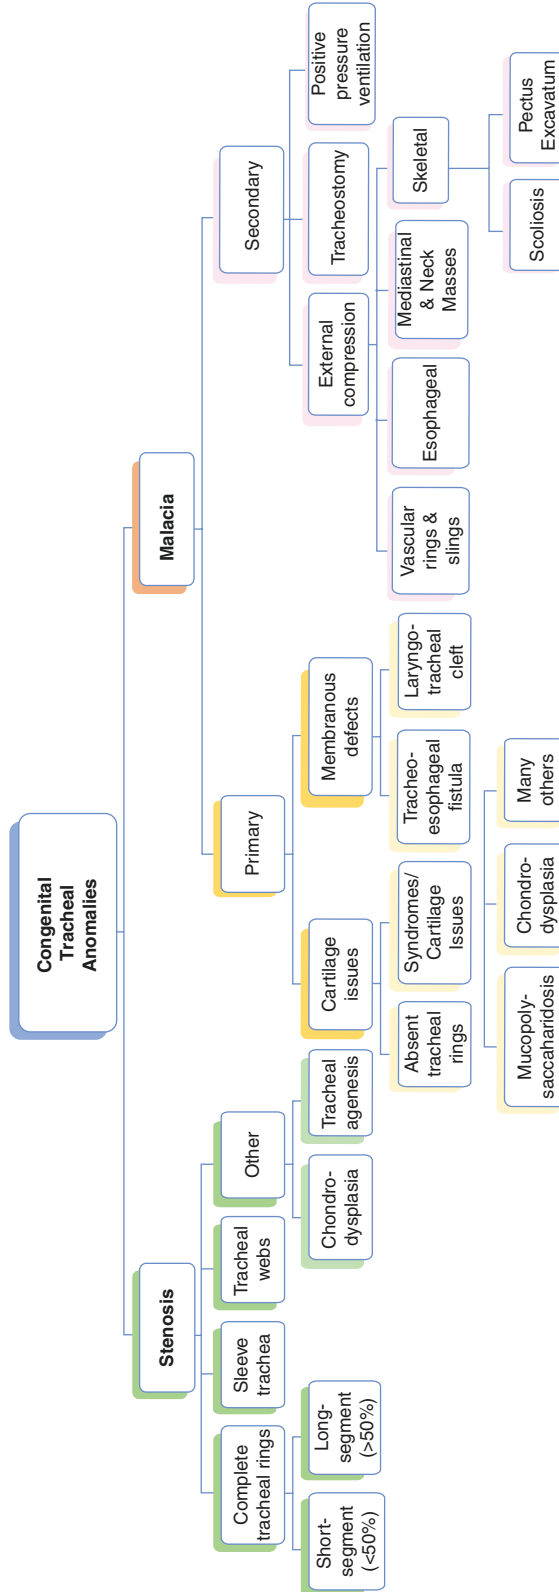 Congenital
Tracheal
Anomalies
Stenosis
Malacia
Complete
tracheal rings
Sleeve
trachea
Tracheal
webs
Other
Primary
Secondary
Short-
segment
(<50%)
Long-
segment
(>50%)
Chondro-
dysplasia
Tracheal
agenesis
Cartilage
issues
Membranous
defects
External
compression
Tracheostomy
Positive
pressure
ventilation
Absent
tracheal
rings
Syndromes/
Cartilage
Issues
Tracheo-
esophageal
fistula
Laryngo-
tracheal
cleft
Vascular
rings &
slings
Esophageal
Mediastinal
& Neck
Masses
Skeletal
Mucopoly-
saccaharidosis
Chondro-
dysplasia
Many
others
Scoliosis
Pectus
Excavatum